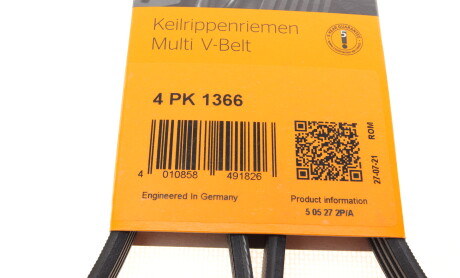 Keilrippenriemen
Multi V-Belt
5
4 PK 1366
4 010858 491826
Engineered In Germany
Product information
5 05 27 2P/A
27-07-21 ROM